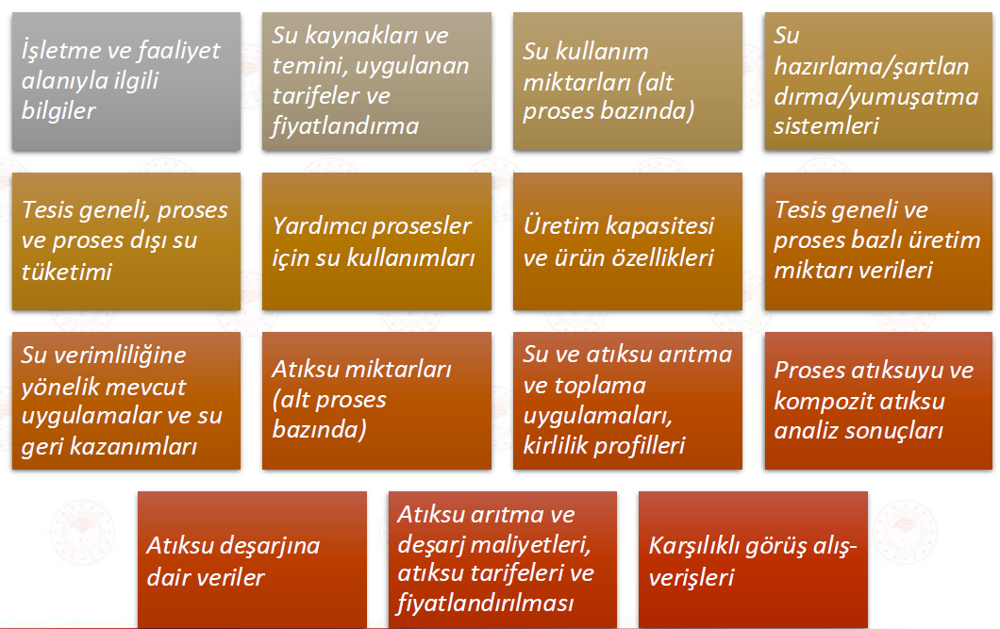 İşletme ve faaliyet
alanıyla ilgili
bilgiler
Su kaynakları ve
temini, uygulanan
tarifeler ve
fiyatlandırma
Su kullanım
miktarları (alt
proses bazında)
Su
hazırlama/şartlan
dırma/yumuşatma
sistemleri
Tesis geneli, proses
ve proses dışı su
tüketimi
Yardımcı prosesler
için su kullanımları
Üretim kapasitesi
ve ürün özellikleri
Tesis geneli ve
proses bazlı üretim
miktarı verileri
Su verimliliğine
yönelik mevcut
uygulamalar ve su
geri kazanımları
Atıksu miktarları
(alt proses
bazında)
Su ve atıksu arıtma
ve toplama
uygulamaları,
kirlilik profilleri
Proses atıksuyu ve
kompozit atıksu
analiz sonuçları
Atıksu deşarjına
dair veriler
Atıksu arıtma ve
deşarj maliyetleri,
atıksu tarifeleri ve
fiyatlandırılması
Karşılıklı görüş alış-
verişleri